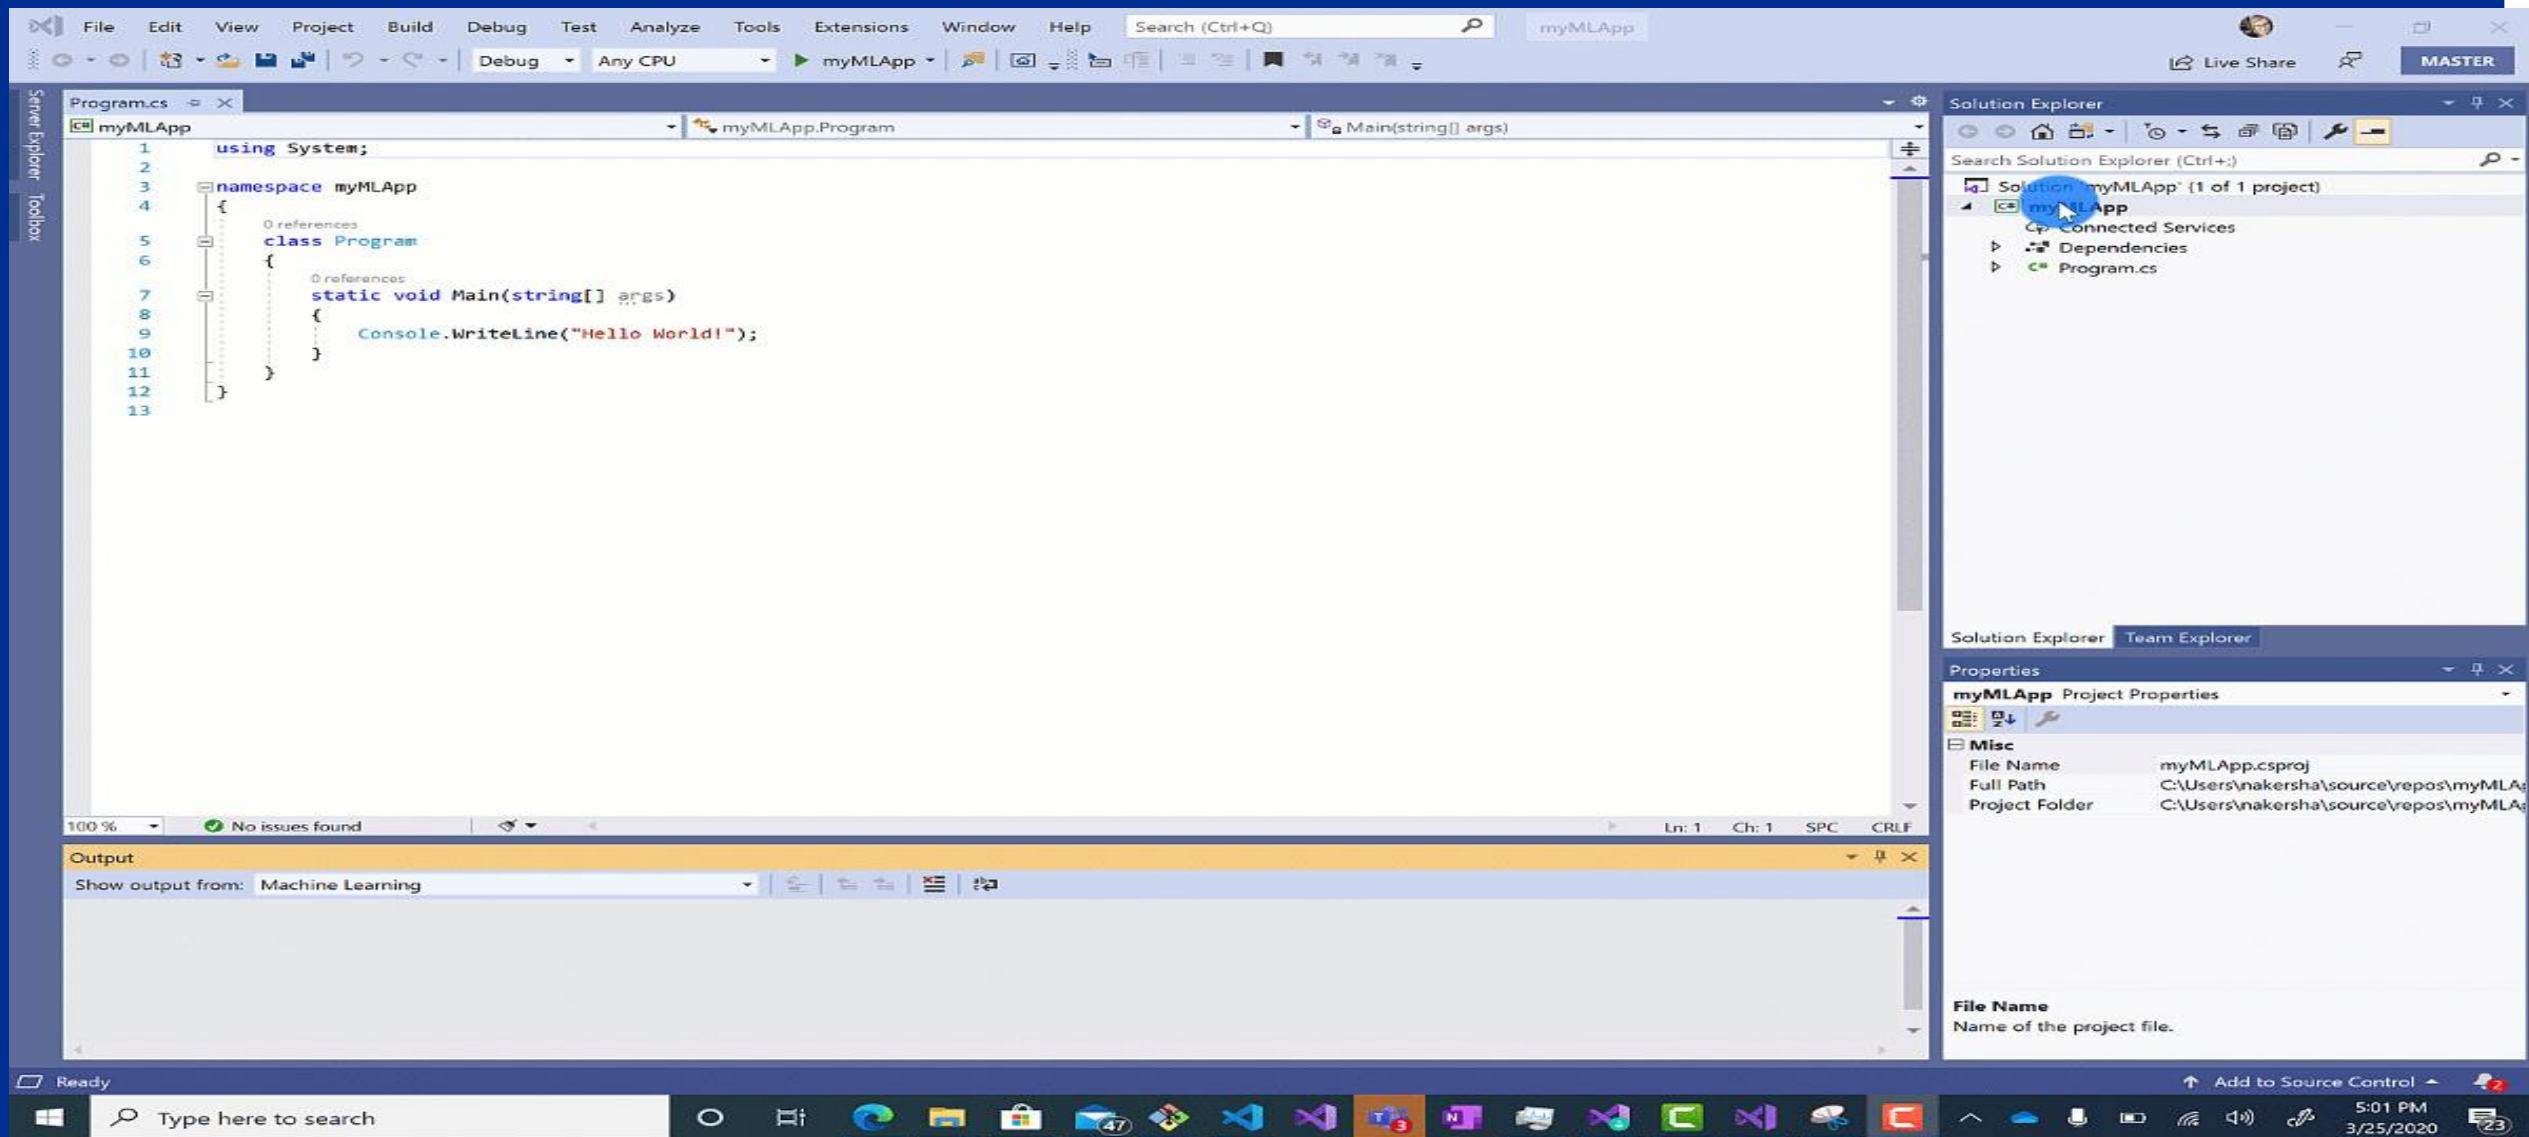 File Edit View Project Build Debug Test Analyze Tools Extensions Window Help Search (Ctrl+Q) myMLApp
Debug Any CPU myMLApp Live Share MASTER
Server Explorer
Toolbox
Program.cs
myMLApp myMLApp.Program Main(string[] args)
1 using System;
2
3 namespace myMLApp
4 {
0 references
5 class Program
6 {
0 references
7 static void Main(string[] args)
8 {
9 Console.WriteLine("Hello World!");
10 }
11 }
12 }
13
100 % No issues found Ln: 1 Ch: 1 SPC CRLF
Output
Show output from: Machine Learning
Solution Explorer
Search Solution Explorer (Ctrl+;)
Solution 'myMLApp' (1 of 1 project)
myMLApp
Connected Services
Dependencies
C# Program.cs
Solution Explorer Team Explorer
Properties
myMLApp Project Properties
Misc
File Name myMLApp.csproj
Full Path C:\Users\nakersha\source\repos\myMLA
Project Folder C:\Users\nakersha\source\repos\myMLA
File Name
Name of the project file.
Ready Add to Source Control 2
Type here to search 47 3 5:01 PM
3/25/2020 23